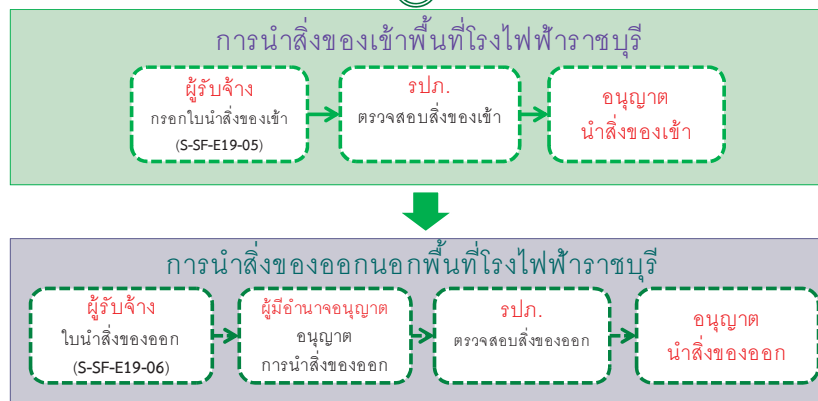 การนำสิ่งของเข้าพื้นที่โรงไฟฟ้าราชบุรี
ผู้รับจ้าง
กรอกใบนำสิ่งของเข้า
(S-SF-E19-05)
รปภ.
ตรวจสอบสิ่งของเข้า
อนุญาต
นำสิ่งของเข้า
การนำสิ่งของออกนอกพื้นที่โรงไฟฟ้าราชบุรี
ผู้รับจ้าง
ใบนำสิ่งของออก
(S-SF-E19-06)
ผู้มีอำนาจอนุญาต
อนุญาต
การนำสิ่งของออก
รปภ.
ตรวจสอบสิ่งของออก
อนุญาต
นำสิ่งของออก